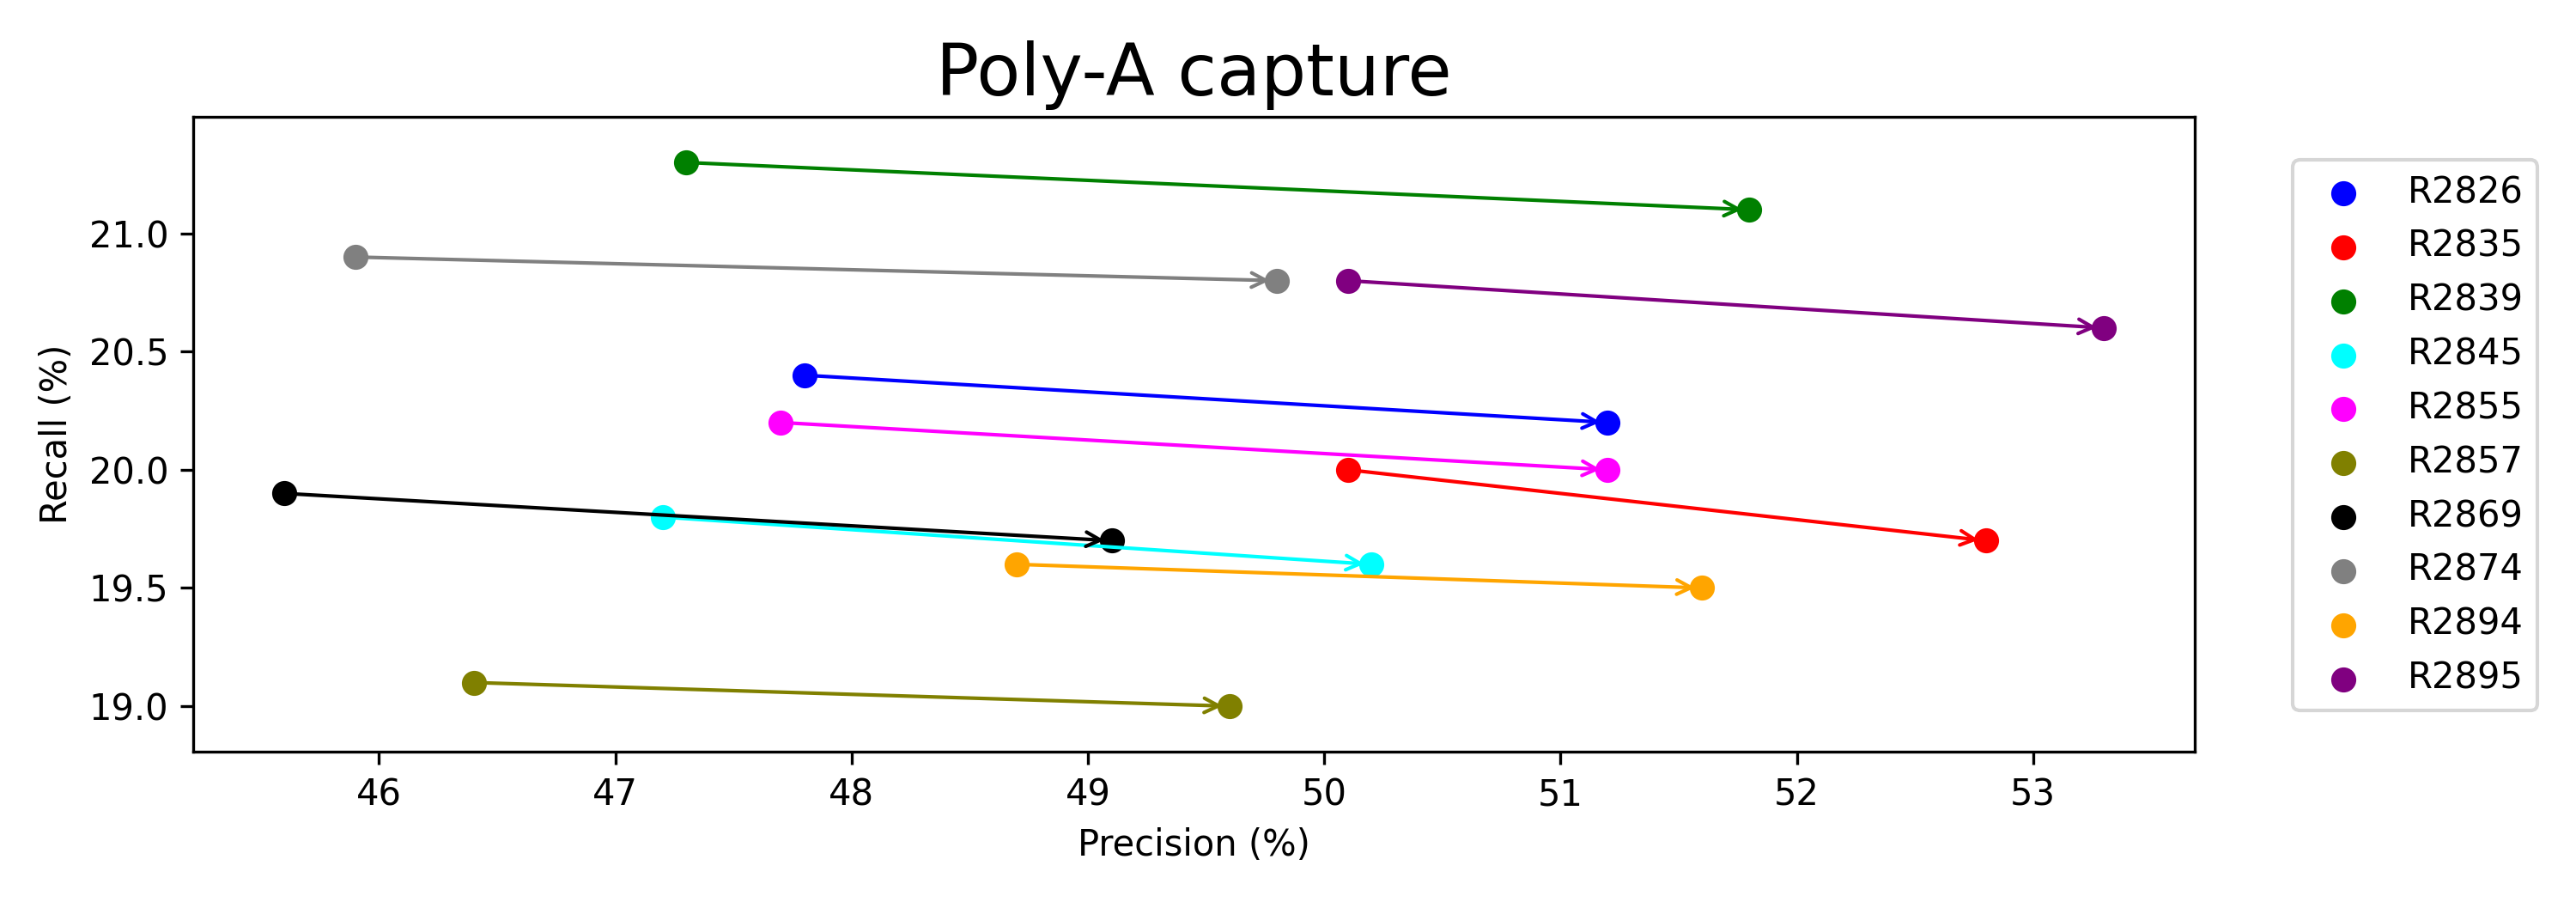 Poly-A capture
Recall (%)
21.0
20.5
20.0
19.5
19.0
46 47 48 49 50 51 52 53
Precision (%)
R2826
R2835
R2839
R2845
R2855
R2857
R2869
R2874
R2894
R2895